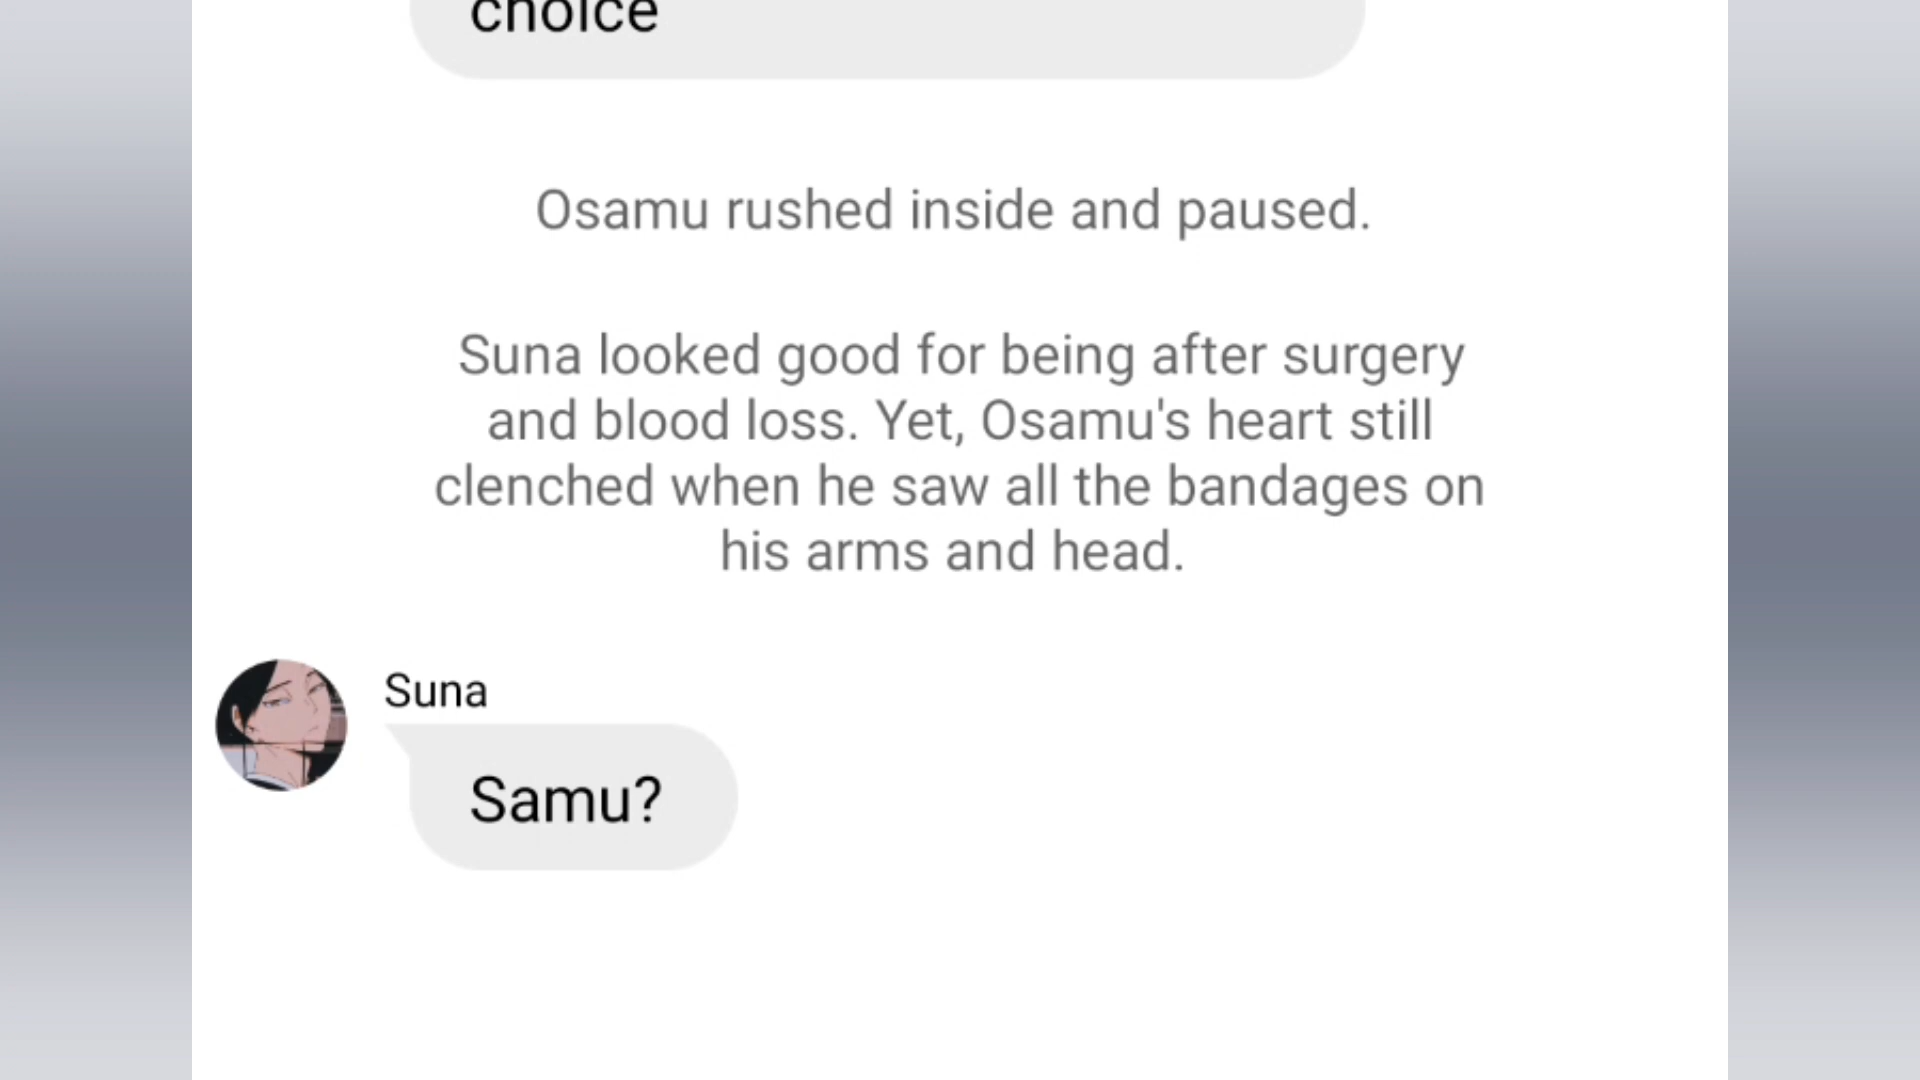 choice
Osamu rushed inside and paused.
Suna looked good for being after surgery
and blood loss. Yet, Osamu's heart still
clenched when he saw all the bandages on
his arms and head.
Suna
Samu?